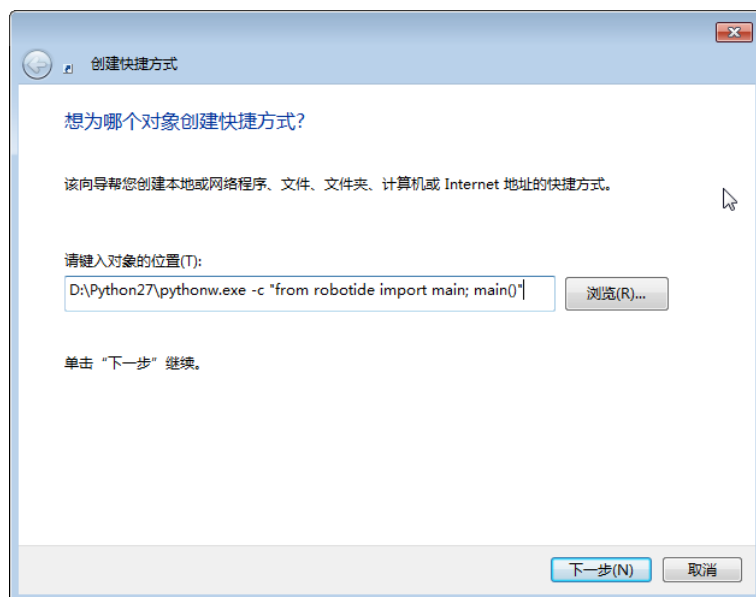 创建快捷方式
想为哪个对象创建快捷方式?
该向导帮您创建本地或网络程序、文件、文件夹、计算机或 Internet 地址的快捷方式。
请键入对象的位置(T):
D:\Python27\pythonw.exe -c "from robotide import main; main()"
浏览(R)...
单击“下一步”继续。
下一步(N)
取消